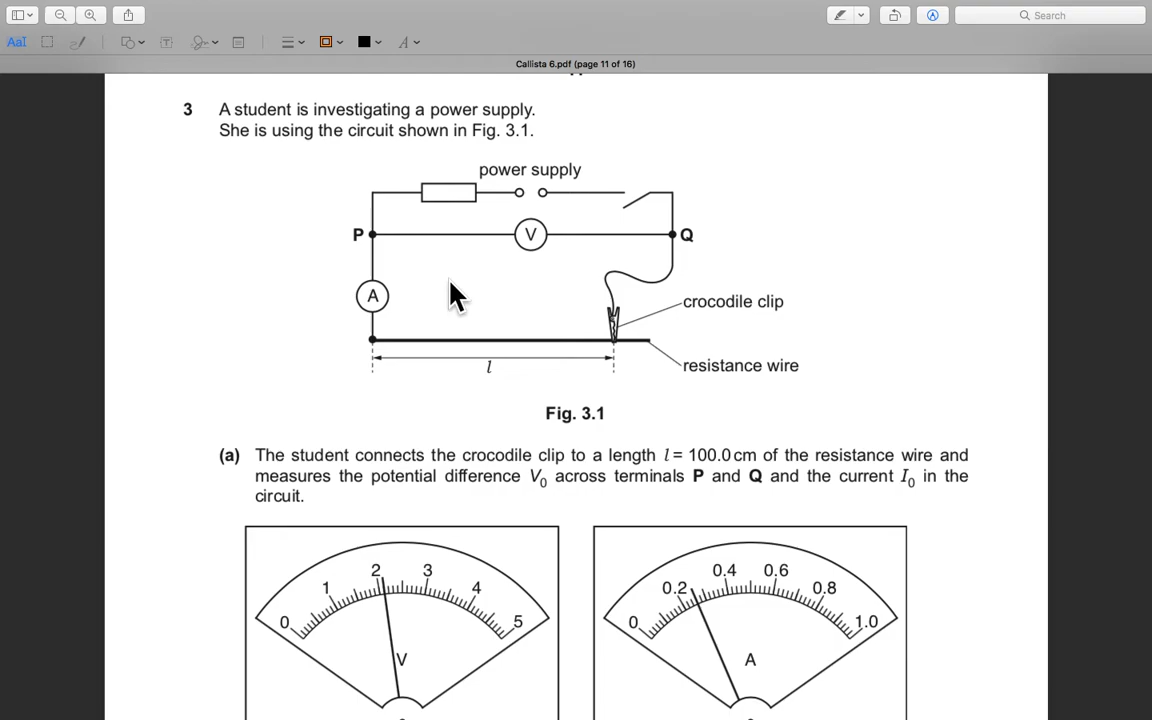 Search
AaI
A
Callista 6.pdf (page 11 of 16)
3 A student is investigating a power supply.
She is using the circuit shown in Fig. 3.1.
power supply
P
V
Q
A
crocodile clip
l
resistance wire
Fig. 3.1
(a) The student connects the crocodile clip to a length l = 100.0 cm of the resistance wire and
measures the potential difference V₀ across terminals P and Q and the current I₀ in the
circuit.
0 1 2 3 4 5
V
0 0.2 0.4 0.6 0.8 1.0
A